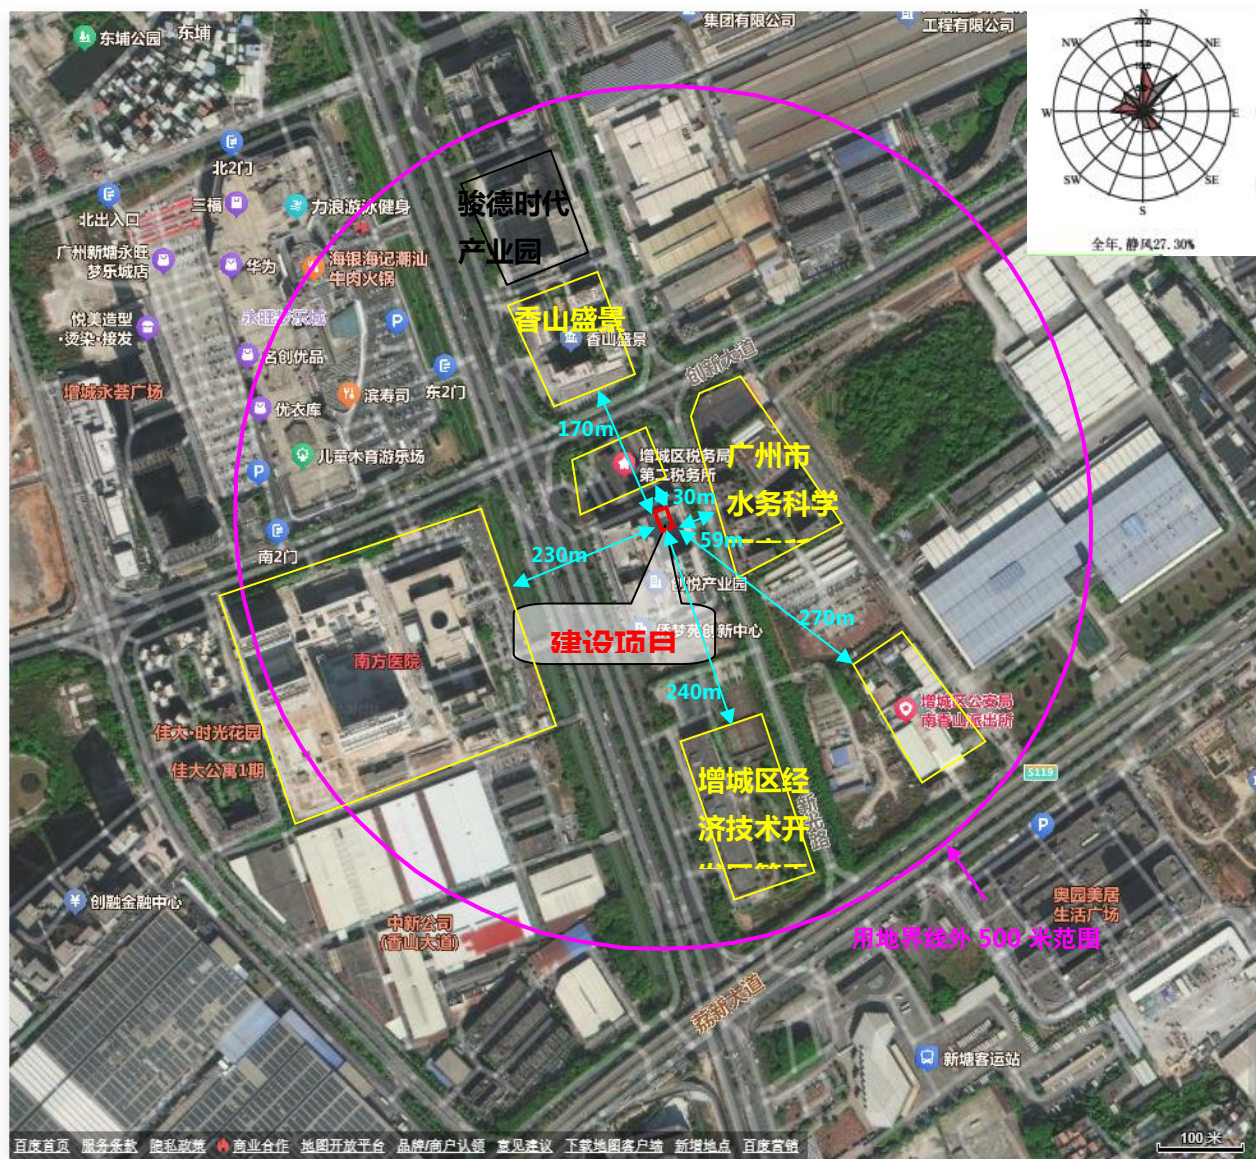 东埔公园
东埔
集团有限公司
工程有限公司
N
NE
E
SE
S
SW
W
NW
全年,静风27.30%
北2门
北出入口
三福
力浪游泳健身
骏德时代
产业园
广州新塘永旺
梦乐城店
华为
海银海记潮汕
牛肉火锅
永旺梦乐城
悦美造型
·烫染·接发
香山盛景
香山盛景
创新大道
名创优品
东2门
增城永荟广场
滨寿司
优衣库
170m
儿童木育游乐场
增城区税务局
第二税务所
广州市
水务科学
30m
59m
南2门
230m
创悦产业园
270m
侨梦苑创新中心
建设项目
南方医院
240m
增城区公安局
南香山派出所
佳大·时光花园
佳大公寓1期
S119
增城区经
济技术开
创融金融中心
中新公司
(香山大道)
奥园美居
生活广场
用地界线外 500 米范围
荔新大道
新塘客运站
百度首页 服务条款 隐私政策 商业合作 地图开放平台 品牌/商户认领 意见建议 下载地图客户端 新增地点 百度营销
100 米